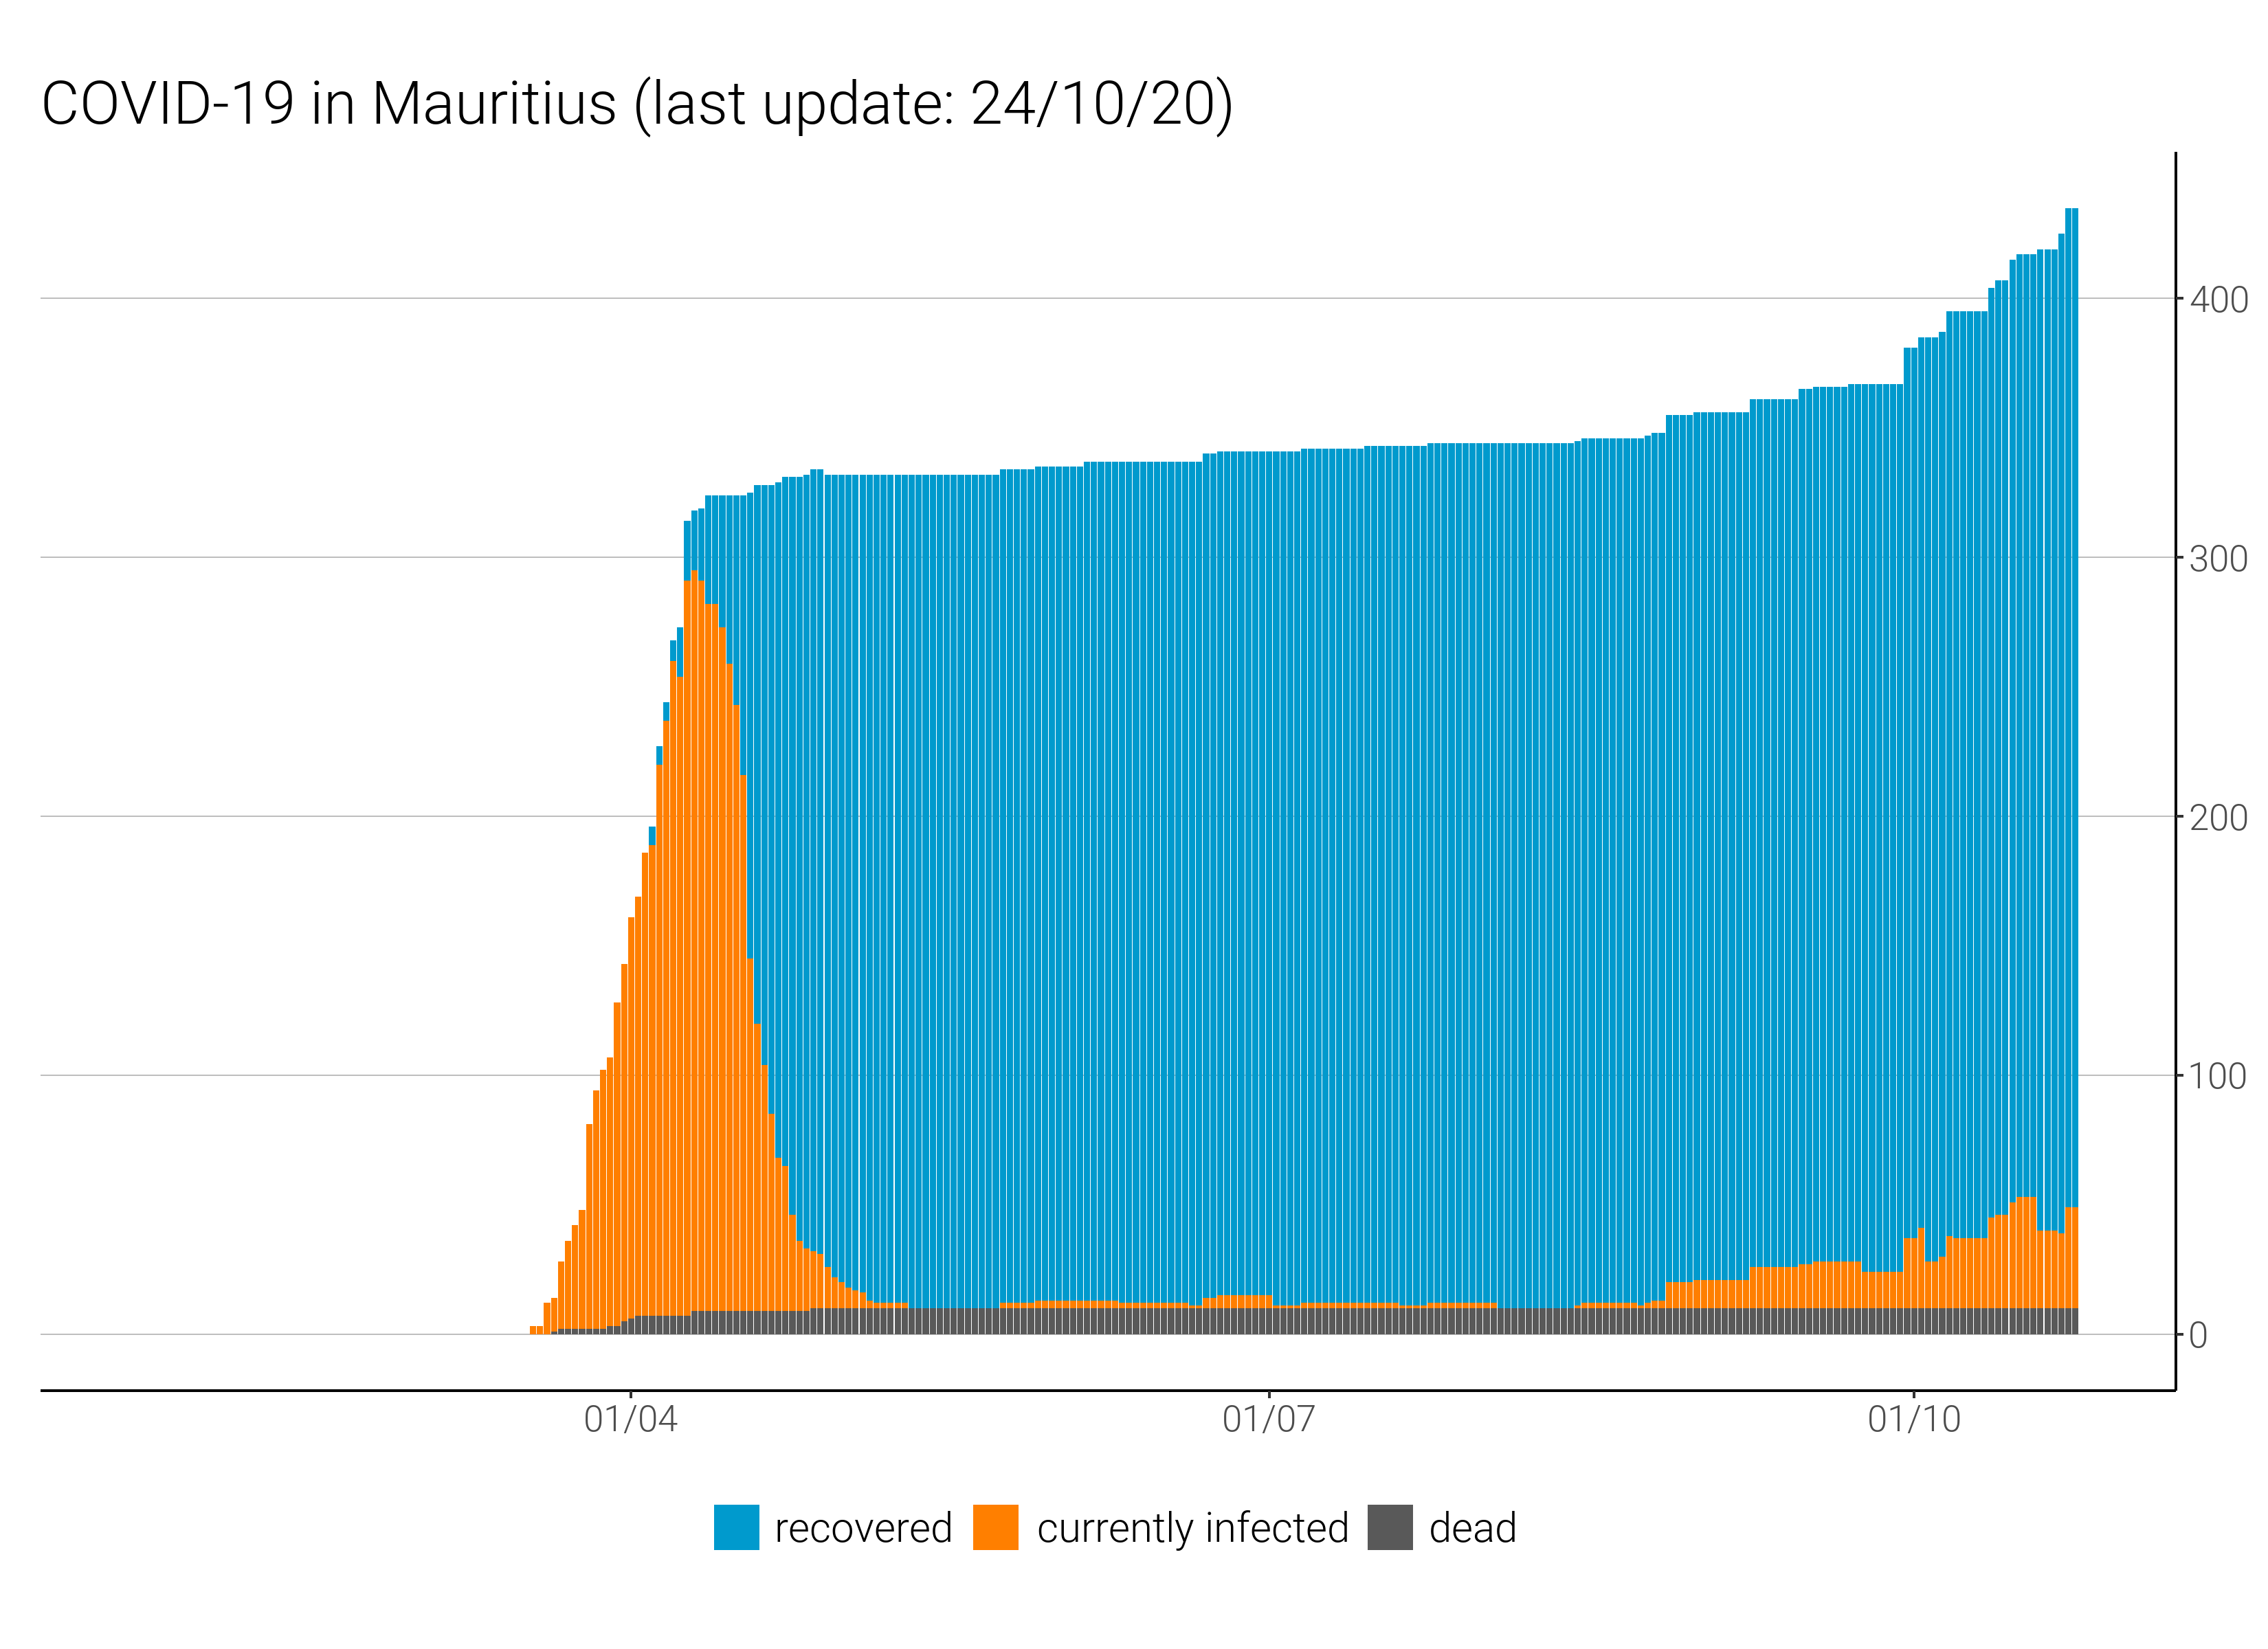 COVID-19 in Mauritius (last update: 24/10/20)
400
300
200
100
0
01/04 01/07 01/10
recovered currently infected dead